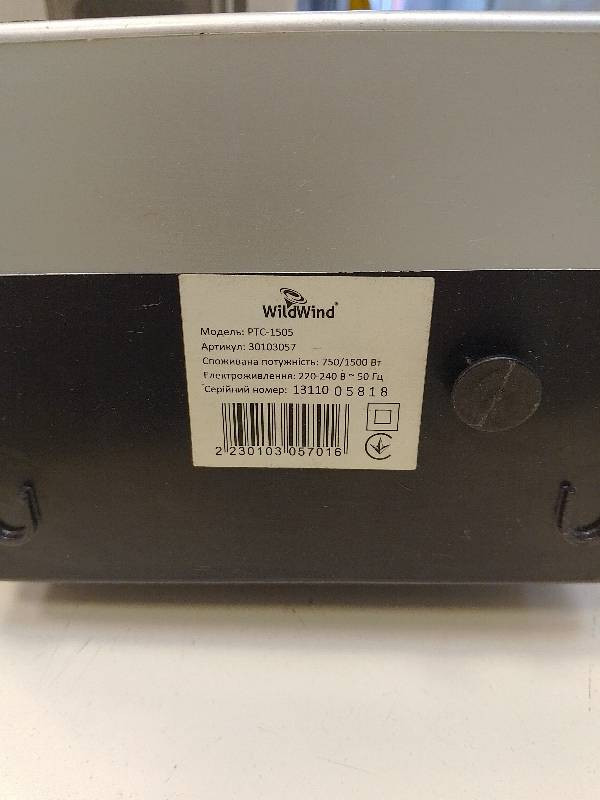 WildWind®
Модель: PTC-1505
Артикул: 30103057
Споживана потужність: 750/1500 Вт
Електроживлення: 220-240 В ~ 50 Гц
Серійний номер: 13110 05818
2 230103 057016